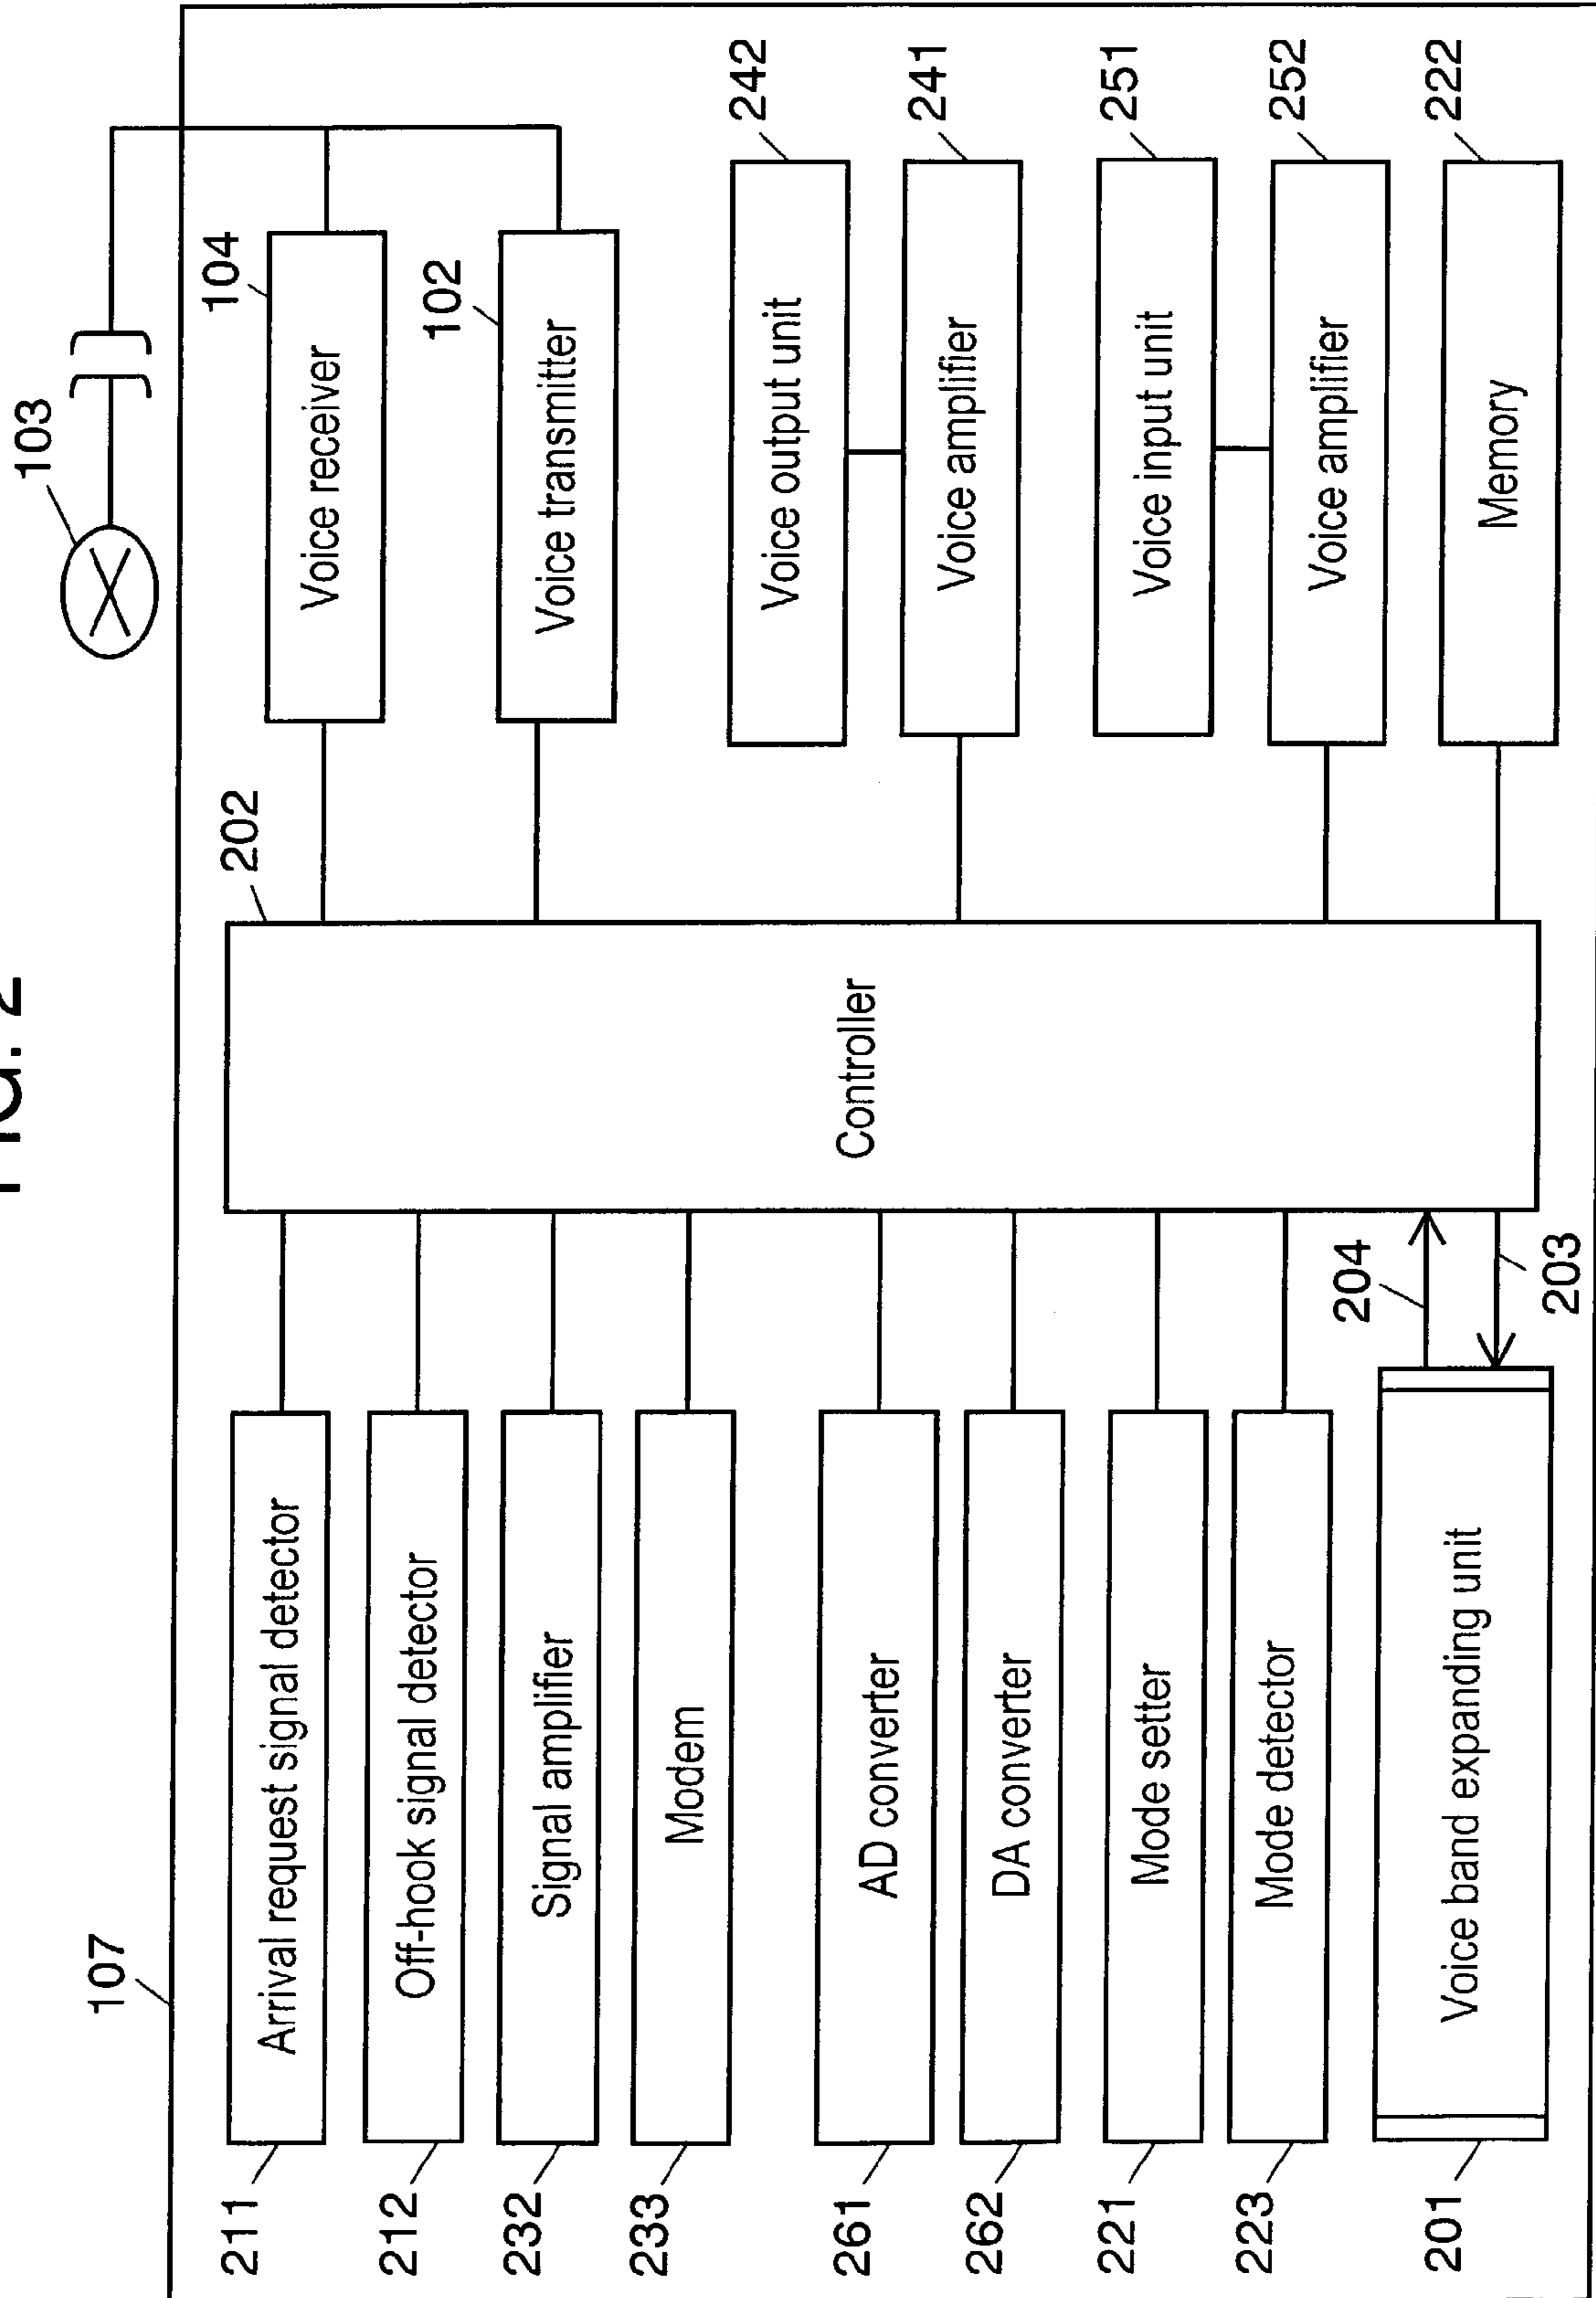 FIG. 2
107
103
211
Arrival request signal detector
212
Off-hook signal detector
232
Signal amplifier
233
Modem
261
AD converter
262
DA converter
221
Mode setter
223
Mode detector
201
Voice band expanding unit
204
203
202
Controller
104
Voice receiver
102
Voice transmitter
242
Voice output unit
241
Voice amplifier
251
Voice input unit
252
Voice amplifier
222
Memory